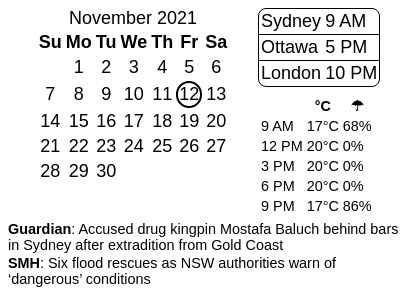 November 2021
Su Mo Tu We Th Fr Sa
1 2 3 4 5 6
7 8 9 10 11 12 13
14 15 16 17 18 19 20
21 22 23 24 25 26 27
28 29 30
Sydney 9 AM
Ottawa 5 PM
London 10 PM
°C ☂
9 AM 17°C 68%
12 PM 20°C 0%
3 PM 20°C 0%
6 PM 20°C 0%
9 PM 17°C 86%
Guardian: Accused drug kingpin Mostafa Baluch behind bars
in Sydney after extradition from Gold Coast
SMH: Six flood rescues as NSW authorities warn of
‘dangerous’ conditions